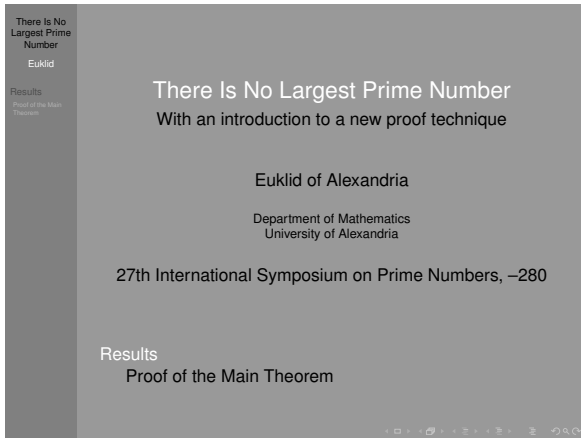 There Is No
Largest Prime
Number
Euklid
Results
Proof of the Main
Theorem
There Is No Largest Prime Number
With an introduction to a new proof technique
Euklid of Alexandria
Department of Mathematics
University of Alexandria
27th International Symposium on Prime Numbers, –280
Results
Proof of the Main Theorem